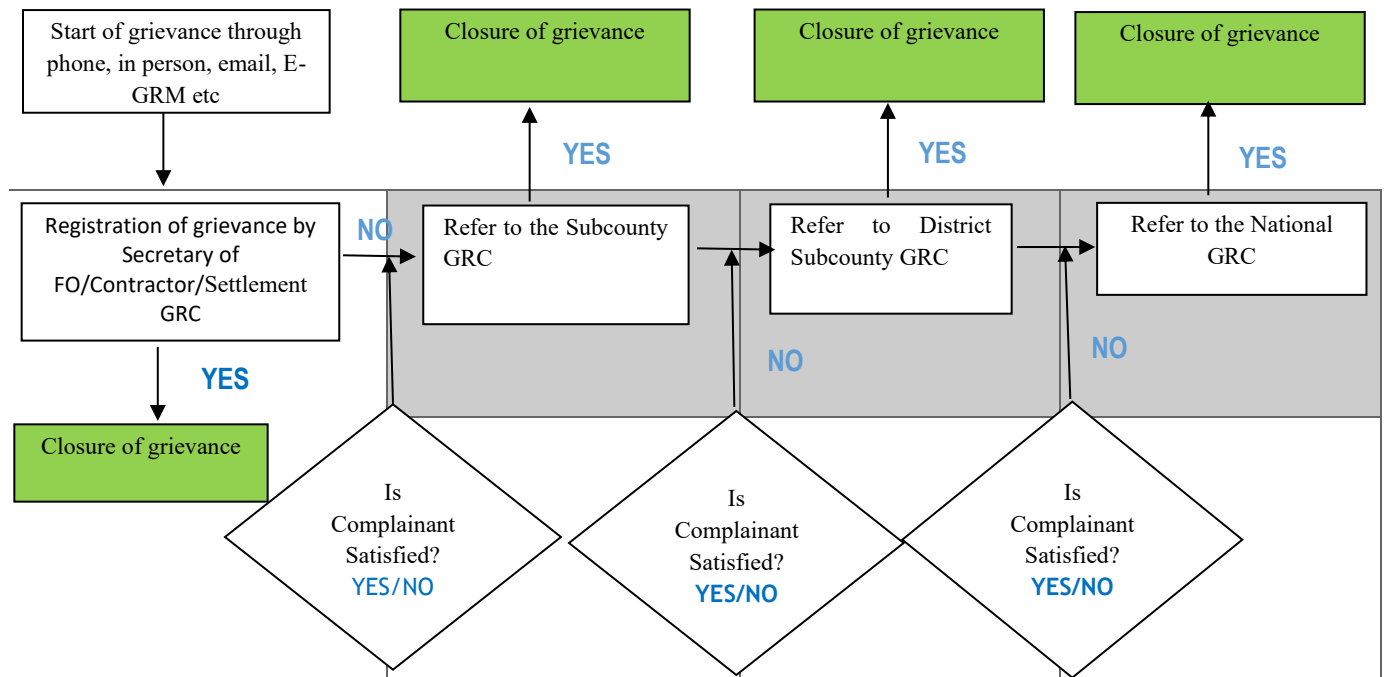 Start of grievance through
phone, in person, email, E-
GRM etc
Closure of grievance
Closure of grievance
Closure of grievance
YES
YES
YES
Registration of grievance by
Secretary of
FO/Contractor/Settlement
GRC
NO
Refer to the Subcounty
GRC
Refer to District
Subcounty GRC
Refer to the National
GRC
YES
NO
NO
Closure of grievance
Is
Complainant
Satisfied?
YES/NO
Is
Complainant
Satisfied?
YES/NO
Is
Complainant
Satisfied?
YES/NO